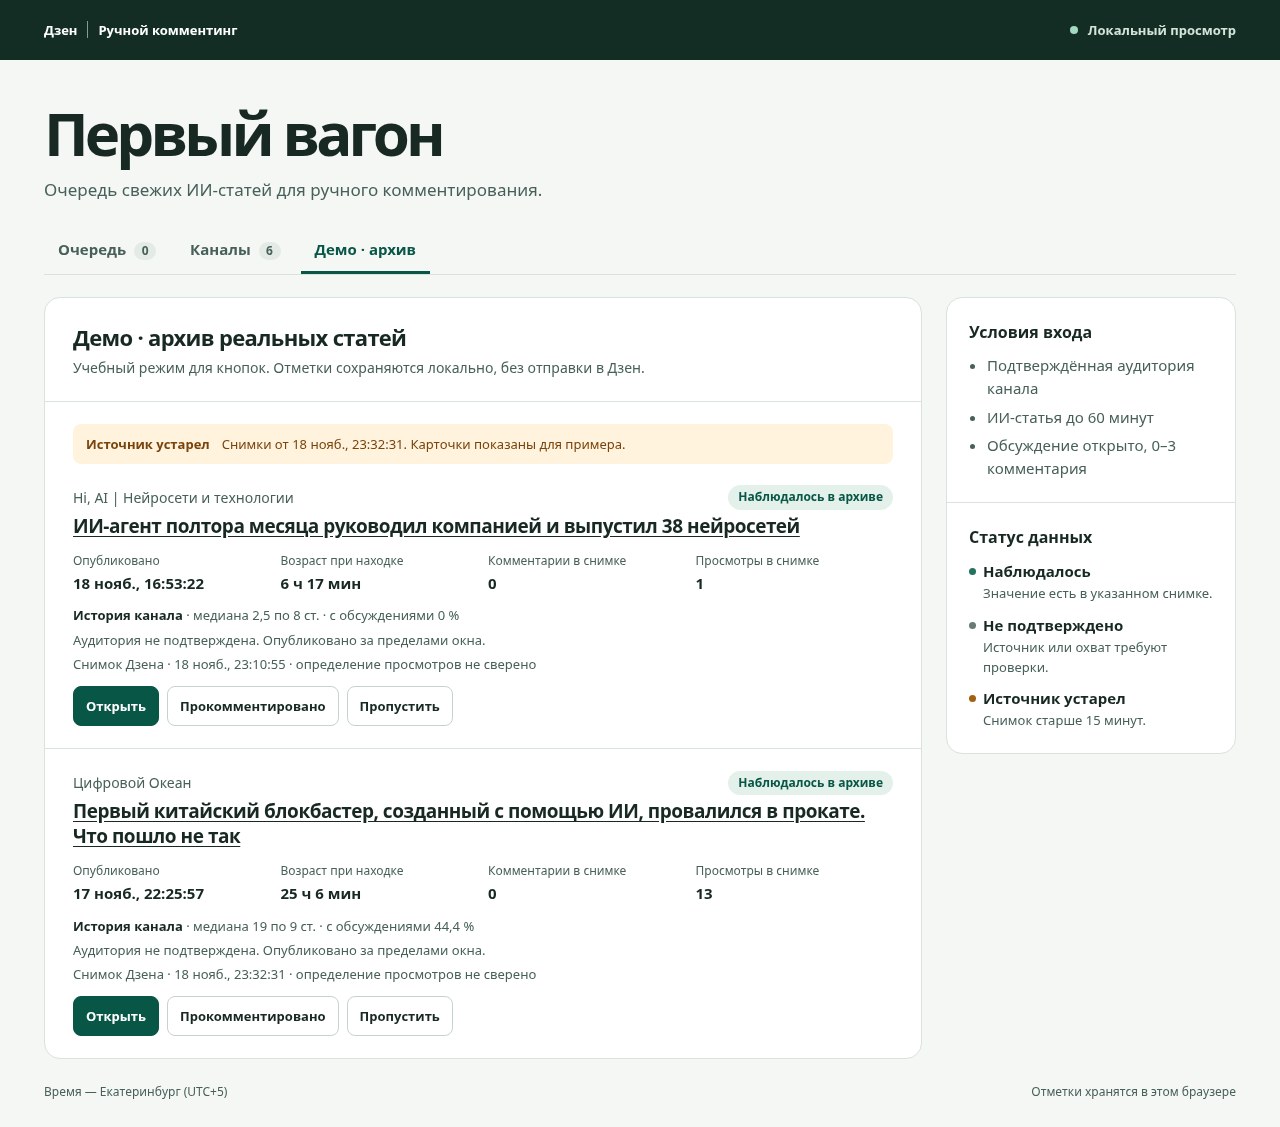 Дзен | Ручной комментинг
Локальный просмотр
Первый вагон
Очередь свежих ИИ-статей для ручного комментирования.
Очередь 0 Каналы 6 Демо · архив
Демо · архив реальных статей
Учебный режим для кнопок. Отметки сохраняются локально, без отправки в Дзен.
Источник устарел Снимки от 18 нояб., 23:32:31. Карточки показаны для примера.
Hi, AI | Нейросети и технологии
Наблюдалось в архиве
ИИ-агент полтора месяца руководил компанией и выпустил 38 нейросетей
Опубликовано Возраст при находке Комментарии в снимке Просмотры в снимке
18 нояб., 16:53:22 6 ч 17 мин 0 1
История канала · медиана 2,5 по 8 ст. · с обсуждениями 0 %
Аудитория не подтверждена. Опубликовано за пределами окна.
Снимок Дзена · 18 нояб., 23:10:55 · определение просмотров не сверено
Открыть Прокомментировано Пропустить
Цифровой Океан
Наблюдалось в архиве
Первый китайский блокбастер, созданный с помощью ИИ, провалился в прокате.
Что пошло не так
Опубликовано Возраст при находке Комментарии в снимке Просмотры в снимке
17 нояб., 22:25:57 25 ч 6 мин 0 13
История канала · медиана 19 по 9 ст. · с обсуждениями 44,4 %
Аудитория не подтверждена. Опубликовано за пределами окна.
Снимок Дзена · 18 нояб., 23:32:31 · определение просмотров не сверено
Открыть Прокомментировано Пропустить
Условия входа
• Подтверждённая аудитория
канала
• ИИ-статья до 60 минут
• Обсуждение открыто, 0–3
комментария
Статус данных
Наблюдалось
Значение есть в указанном снимке.
Не подтверждено
Источник или охват требуют
проверки.
Источник устарел
Снимок старше 15 минут.
Время — Екатеринбург (UTC+5)
Отметки хранятся в этом браузере